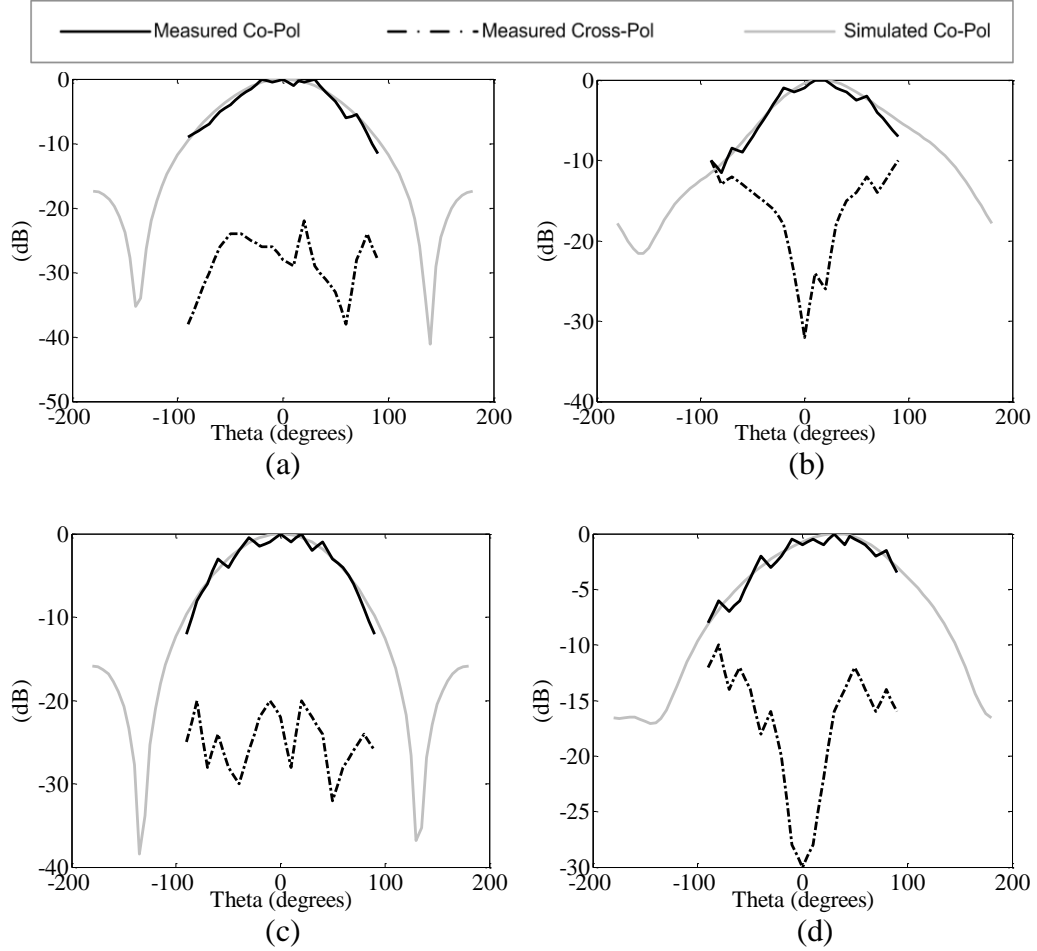 Measured Co-Pol Measured Cross-Pol Simulated Co-Pol
0
-10
-20
-30
-40
-50
((dB)
-200 -100 0 100 200
Theta (degrees)
(a)
0
-10
-20
-30
-40
((dB)
-200 -100 0 100 200
Theta (degrees)
(b)
0
-10
-20
-30
-40
((dB)
-200 -100 0 100 200
Theta (degrees)
(c)
0
-5
-10
-15
-20
-25
-30
((dB)
-200 -100 0 100 200
Theta (degrees)
(d)